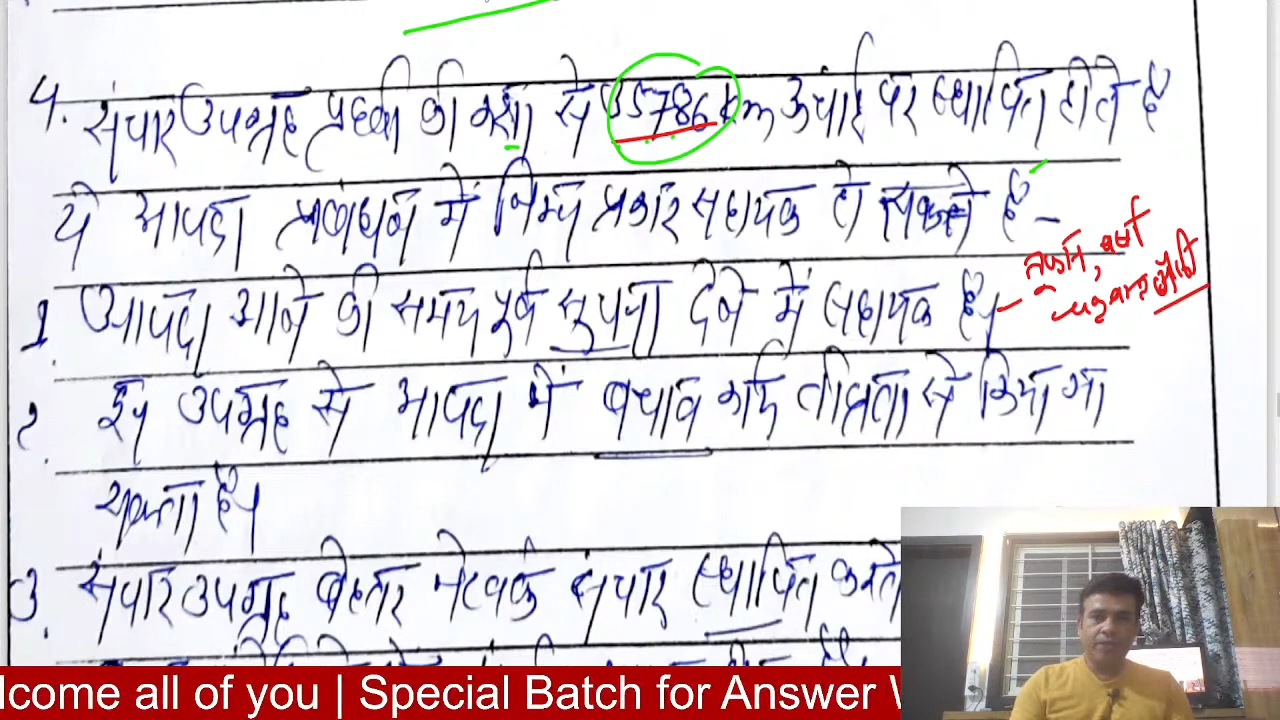 4. संचार उपग्रह पृथ्वी की कक्षा से 35786 km ऊचांई पर स्थापित होते है
ये आपदा प्रबंधन में निम्न प्रकार सहायक हो सकते हैं –
तूफान, वर्षा
1. आपदा आने की समय पूर्व सूचना देने में सहायक है।
2. इन उपग्रह से आपदा में बचाव कार्य तीव्रता से किया जा
सकता है।
3. संचार उपग्रह बेहतर नेटवर्क संचार स्थापित करते
lcome all of you | Special Batch for Answer W